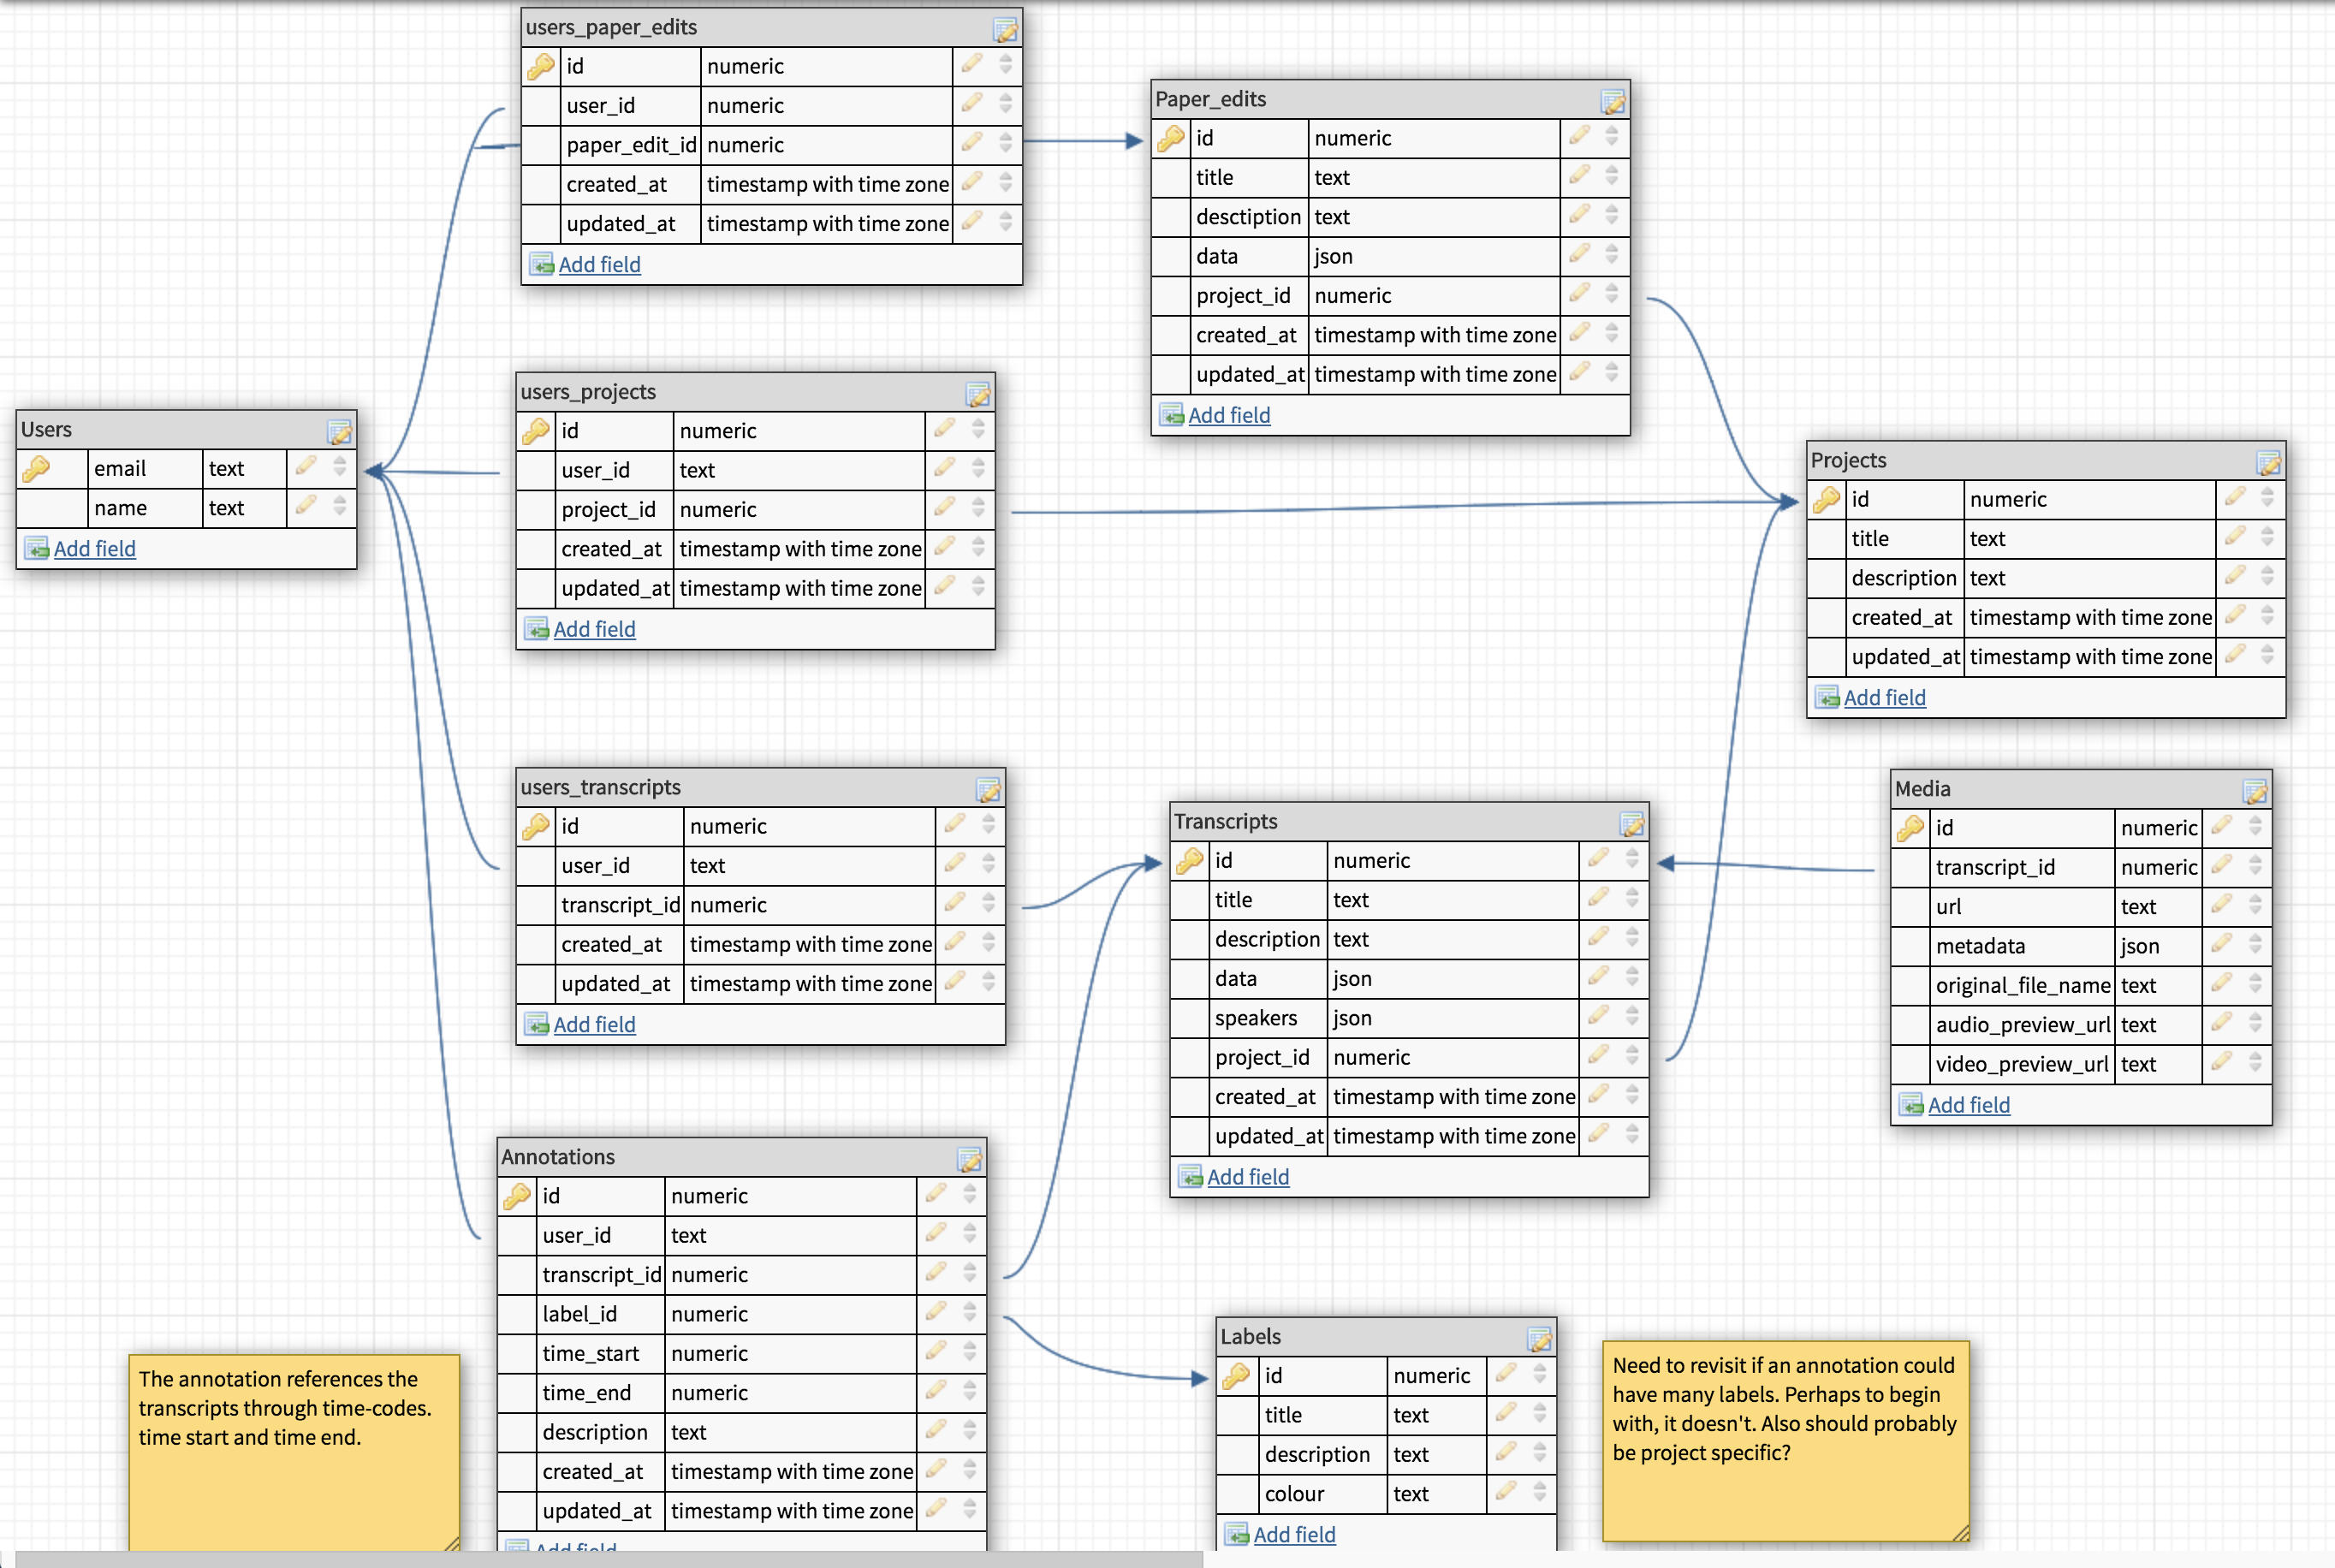 users_paper_edits
id numeric
user_id numeric
paper_edit_id numeric
created_at timestamp with time zone
updated_at timestamp with time zone
Add field
Paper_edits
id numeric
title text
desctiption text
data json
project_id numeric
created_at timestamp with time zone
updated_at timestamp with time zone
Add field
users_projects
id numeric
user_id text
project_id numeric
created_at timestamp with time zone
updated_at timestamp with time zone
Add field
Users
email text
name text
Add field
Projects
id numeric
title text
description text
created_at timestamp with time zone
updated_at timestamp with time zone
Add field
users_transcripts
id numeric
user_id text
transcript_id numeric
created_at timestamp with time zone
updated_at timestamp with time zone
Add field
Transcripts
id numeric
title text
description text
data json
speakers json
project_id numeric
created_at timestamp with time zone
updated_at timestamp with time zone
Add field
Media
id numeric
transcript_id numeric
url text
metadata json
original_file_name text
audio_preview_url text
video_preview_url text
Add field
Annotations
id numeric
user_id text
transcript_id numeric
label_id numeric
time_start numeric
time_end numeric
description text
created_at timestamp with time zone
updated_at timestamp with time zone
Add field
The annotation references the
transcripts through time-codes.
time start and time end.
Labels
id numeric
title text
description text
colour text
Add field
Need to revisit if an annotation could
have many labels. Perhaps to begin
with, it doesn't. Also should probably
be project specific?